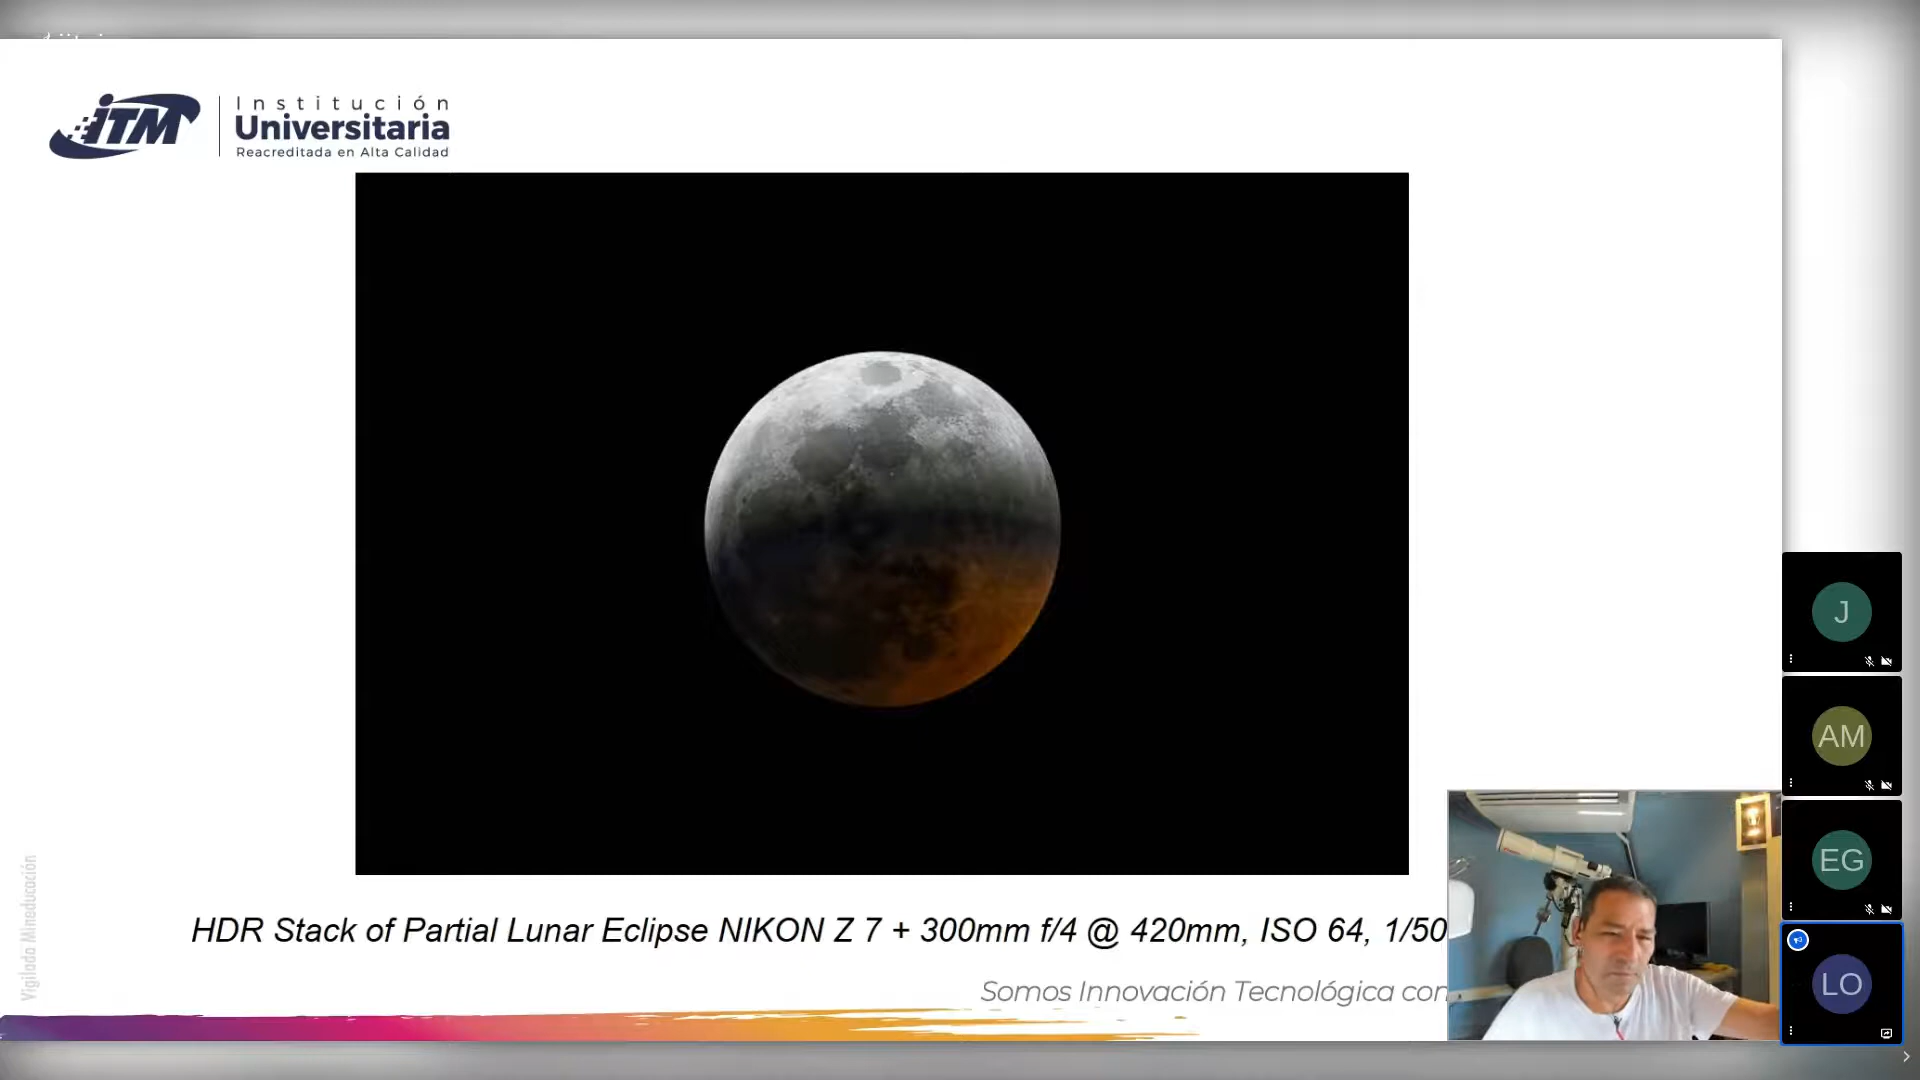 iTM
Institución
Universitaria
Reacreditada en Alta Calidad
HDR Stack of Partial Lunar Eclipse NIKON Z 7 + 300mm f/4 @ 420mm, ISO 64, 1/50
Somos Innovación Tecnológica con
Vigilada Mineducación
J
AM
EG
LO